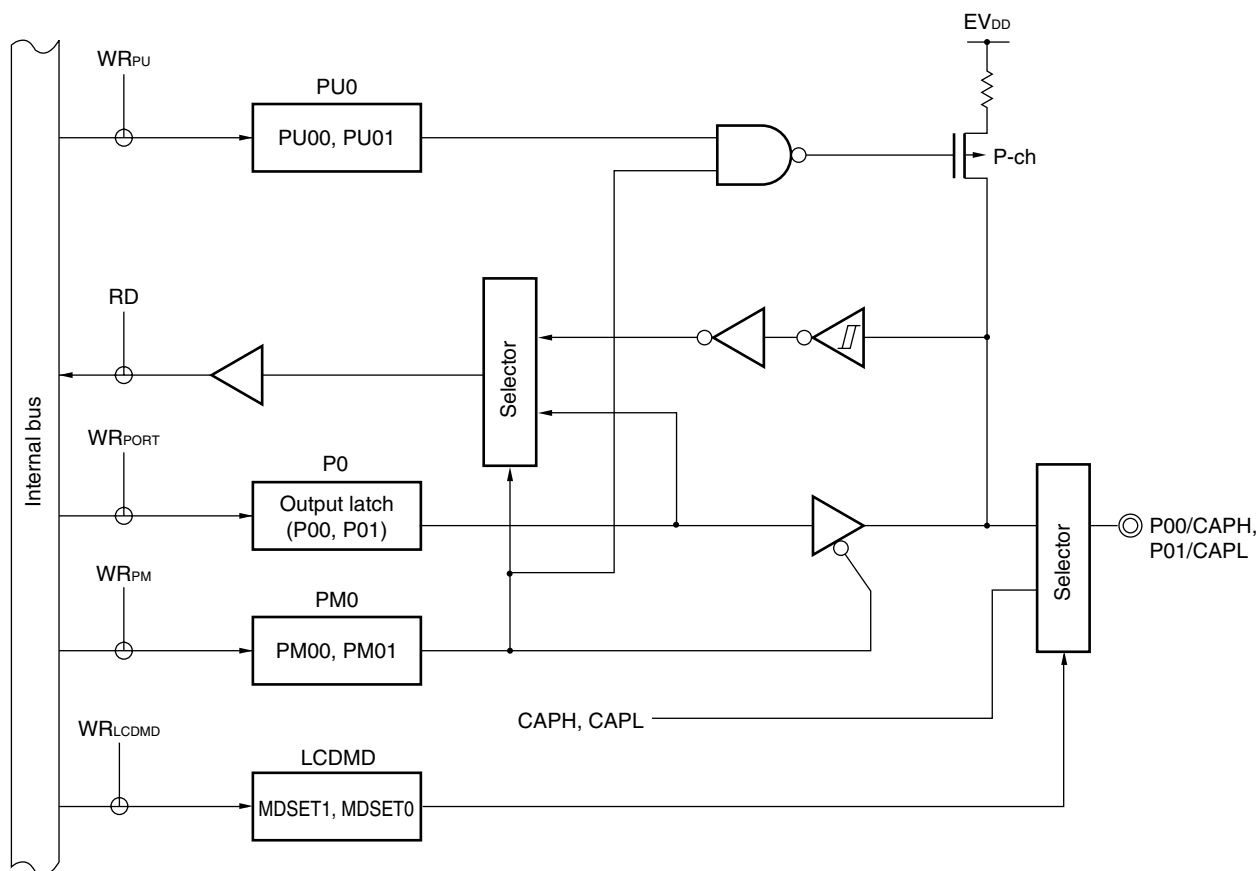 EVDD
WRPU
PU0
PU00, PU01
P-ch
RD
Selector
Internal bus
WRPORT
P0
Output latch
(P00, P01)
P00/CAPH,
P01/CAPL
Selector
WRPM
PM0
PM00, PM01
CAPH, CAPL
WRLCDMD
LCDMD
MDSET1, MDSET0